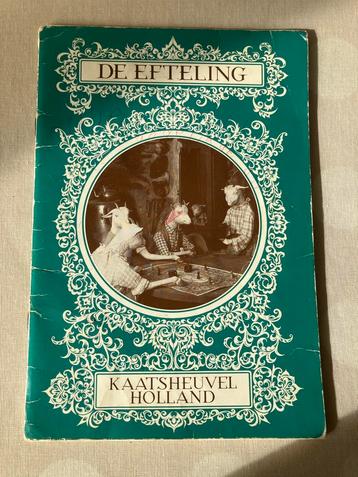 DE EFTELING
KAATSHEUVEL
HOLLAND